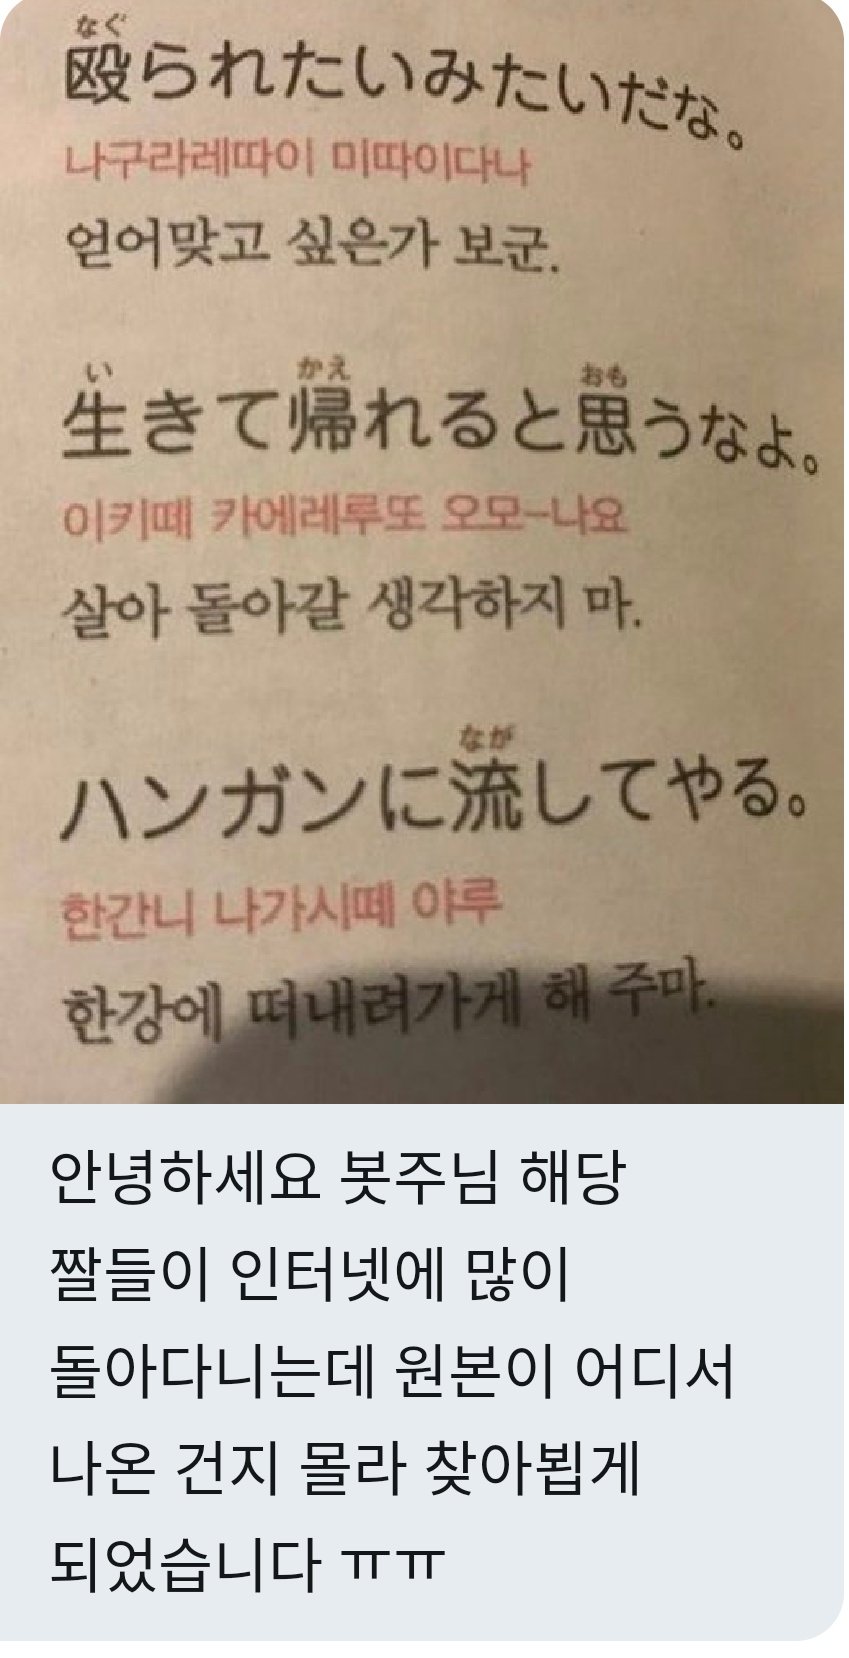 なぐ
殴られたいみたいだな。
나구라레따이 미따이다나
얻어맞고 싶은가 보군.
い かえ おも
生きて帰れると思うなよ。
이키떼 카에레루또 오모-나요
살아 돌아갈 생각하지 마.
なが
ハンガンに流してやる。
한간니 나가시떼 야루
한강에 떠내려가게 해 주마.
안녕하세요 봇주님 해당
짤들이 인터넷에 많이
돌아다니는데 원본이 어디서
나온 건지 몰라 찾아뵙게
되었습니다 ㅠㅠ